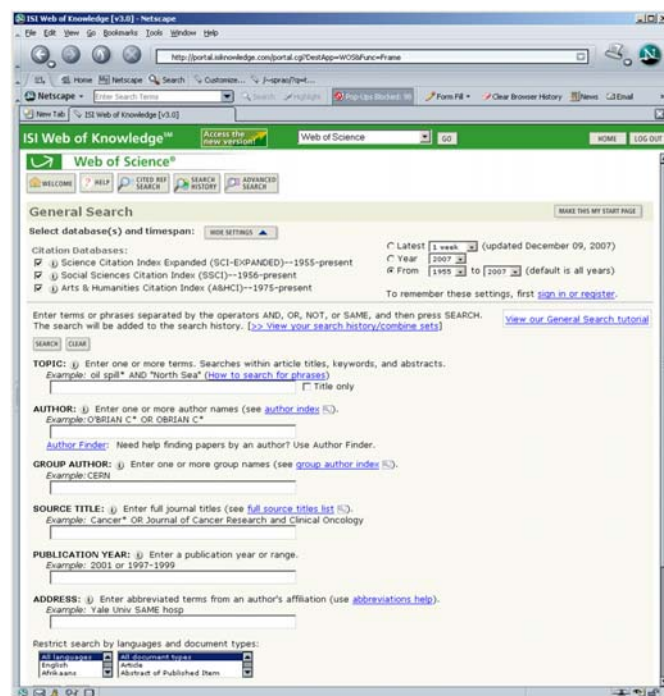 ISI Web of Knowledge [v3.0] - Netscape
File Edit View Go Bookmarks Tools Window Help
http://portal.isiknowledge.com/portal.cgi?DestApp=WOS&Func=Frame
Home My Netscape Search Customize...
Netscape Enter Search Terms Search Highlight Pop-Ups Blocked: Form Fill Clear Browser History News Email
New Tab ISI Web of Knowledge [v3.0]
ISI Web of Knowledge℠ Access the new version! Web of Science GO HOME LOG OUT
Web of Science®
WELCOME ? HELP CITED REF SEARCH SEARCH HISTORY ADVANCED SEARCH
General Search MAKE THIS MY START PAGE
Select database(s) and timespan: HIDE SETTINGS
Citation Databases:
Science Citation Index Expanded (SCI-EXPANDED)--1955-present
Social Sciences Citation Index (SSCI)--1956-present
Arts & Humanities Citation Index (A&HCI)--1975-present
Latest 1 week (updated December 09, 2007)
Year 2007
From 1955 to 2007 (default is all years)
To remember these settings, first sign in or register.
Enter terms or phrases separated by the operators AND, OR, NOT, or SAME, and then press SEARCH.
The search will be added to the search history. [>> View your search history/combine sets]
View our General Search tutorial
SEARCH CLEAR
TOPIC: Enter one or more terms. Searches within article titles, keywords, and abstracts.
Example: oil spill* AND "North Sea" (How to search for phrases)
Title only
AUTHOR: Enter one or more author names (see author index).
Example: O'BRIAN C* OR OBRIAN C*
Author Finder: Need help finding papers by an author? Use Author Finder.
GROUP AUTHOR: Enter one or more group names (see group author index).
Example: CERN
SOURCE TITLE: Enter full journal titles (see full source titles list).
Example: Cancer* OR Journal of Cancer Research and Clinical Oncology
PUBLICATION YEAR: Enter a publication year or range.
Example: 2001 or 1997-1999
ADDRESS: Enter abbreviated terms from an author's affiliation (use abbreviations help).
Example: Yale Univ SAME hosp
Restrict search by languages and document types:
All languages All document types
English Article
Afrikaans Abstract of Published Item